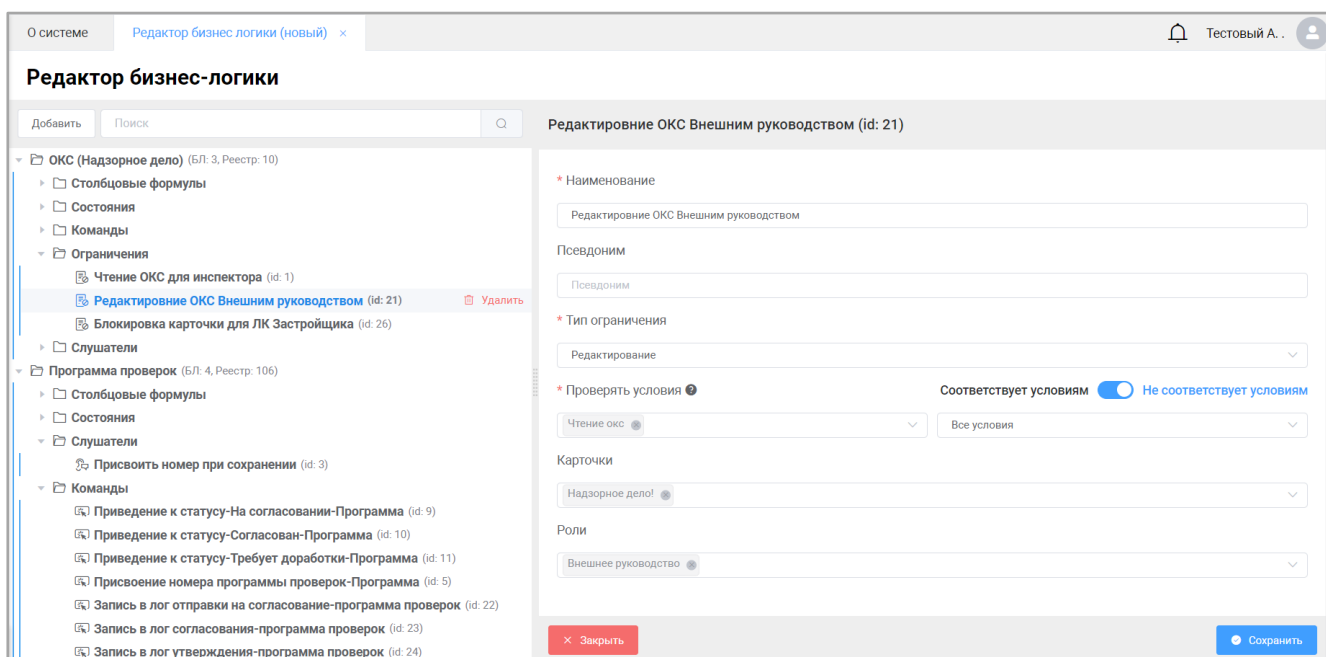 О системе
Редактор бизнес логики (новый) ×
Тестовый А. .
Редактор бизнес-логики
Добавить
Поиск
ОКС (Надзорное дело) (БЛ: 3, Реестр: 10)
Столбцовые формулы
Состояния
Команды
Ограничения
Чтение ОКС для инспектора (id: 1)
Редактировние ОКС Внешним руководством (id: 21) Удалить
Блокировка карточки для ЛК Застройщика (id: 26)
Слушатели
Программа проверок (БЛ: 4, Реестр: 106)
Столбцовые формулы
Состояния
Слушатели
Присвоить номер при сохранении (id: 3)
Команды
Приведение к статусу-На согласовании-Программа (id: 9)
Приведение к статусу-Согласован-Программа (id: 10)
Приведение к статусу-Требует доработки-Программа (id: 11)
Присвоение номера программы проверок-Программа (id: 5)
Запись в лог отправки на согласование-программа проверок (id: 22)
Запись в лог согласования-программа проверок (id: 23)
Запись в лог утверждения-программа проверок (id: 24)
Редактировние ОКС Внешним руководством (id: 21)
* Наименование
Редактировние ОКС Внешним руководством
Псевдоним
Псевдоним
* Тип ограничения
Редактирование
* Проверять условия ?
Соответствует условиям Не соответствует условиям
Чтение окс
Все условия
Карточки
Надзорное дело!
Роли
Внешнее руководство
× Закрыть
Сохранить